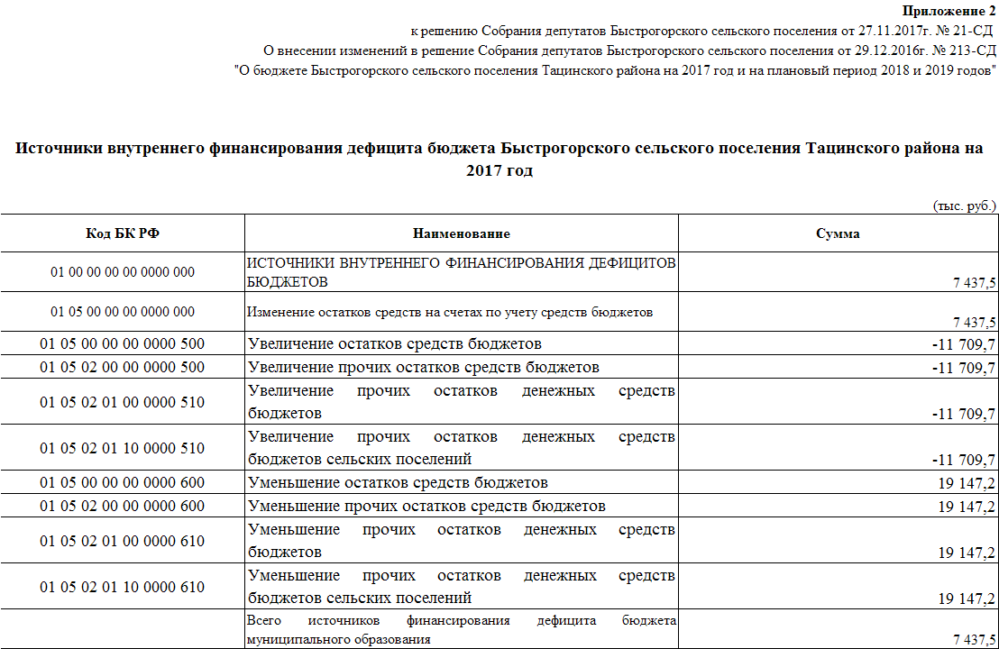 Приложение 2
к решению Собрания депутатов Быстрогорского сельского поселения от 27.11.2017г. № 21-СД
О внесении изменений в решение Собрания депутатов Быстрогорского сельского поселения от 29.12.2016г. № 213-СД
"О бюджете Быстрогорского сельского поселения Тацинского района на 2017 год и на плановый период 2018 и 2019 годов"
Источники внутреннего финансирования дефицита бюджета Быстрогорского сельского поселения Тацинского района на
2017 год
(тыс. руб.)
Код БК РФ Наименование Сумма
01 00 00 00 00 0000 000 ИСТОЧНИКИ ВНУТРЕННЕГО ФИНАНСИРОВАНИЯ ДЕФИЦИТОВ
БЮДЖЕТОВ 7 437,5
01 05 00 00 00 0000 000 Изменение остатков средств на счетах по учету средств бюджетов 7 437,5
01 05 00 00 00 0000 500 Увеличение остатков средств бюджетов -11 709,7
01 05 02 00 00 0000 500 Увеличение прочих остатков средств бюджетов -11 709,7
01 05 02 01 00 0000 510 Увеличение прочих остатков денежных средств
бюджетов -11 709,7
01 05 02 01 10 0000 510 Увеличение прочих остатков денежных средств
бюджетов сельских поселений -11 709,7
01 05 00 00 00 0000 600 Уменьшение остатков средств бюджетов 19 147,2
01 05 02 00 00 0000 600 Уменьшение прочих остатков средств бюджетов 19 147,2
01 05 02 01 00 0000 610 Уменьшение прочих остатков денежных средств
бюджетов 19 147,2
01 05 02 01 10 0000 610 Уменьшение прочих остатков денежных средств
бюджетов сельских поселений 19 147,2
Всего источников финансирования дефицита бюджета
муниципального образования 7 437,5